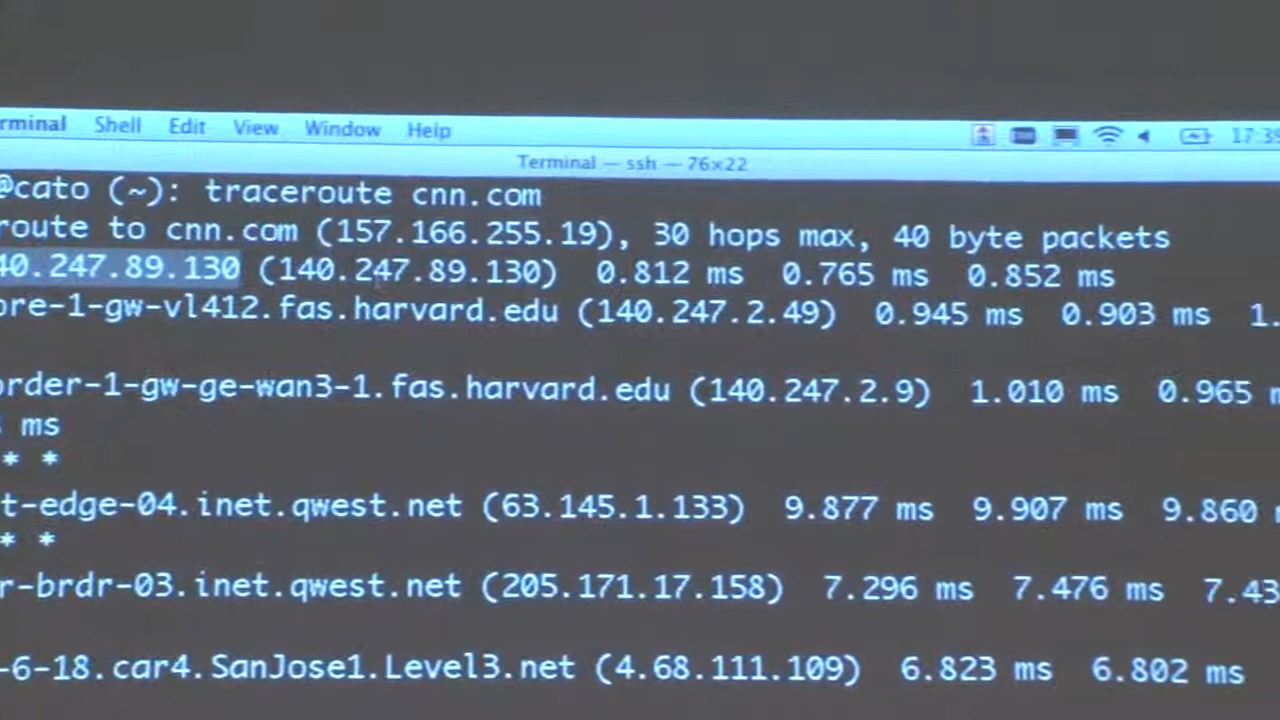 rminal Shell Edit View Window Help 17:39
Terminal — ssh — 76×22
@cato (~): traceroute cnn.com
route to cnn.com (157.166.255.19), 30 hops max, 40 byte packets
40.247.89.130 (140.247.89.130) 0.812 ms 0.765 ms 0.852 ms
ore-1-gw-vl412.fas.harvard.edu (140.247.2.49) 0.945 ms 0.903 ms 1.
order-1-gw-ge-wan3-1.fas.harvard.edu (140.247.2.9) 1.010 ms 0.965 m
ms
* *
t-edge-04.inet.qwest.net (63.145.1.133) 9.877 ms 9.907 ms 9.860
* *
r-brdr-03.inet.qwest.net (205.171.17.158) 7.296 ms 7.476 ms 7.43
-6-18.car4.SanJose1.Level3.net (4.68.111.109) 6.823 ms 6.802 ms